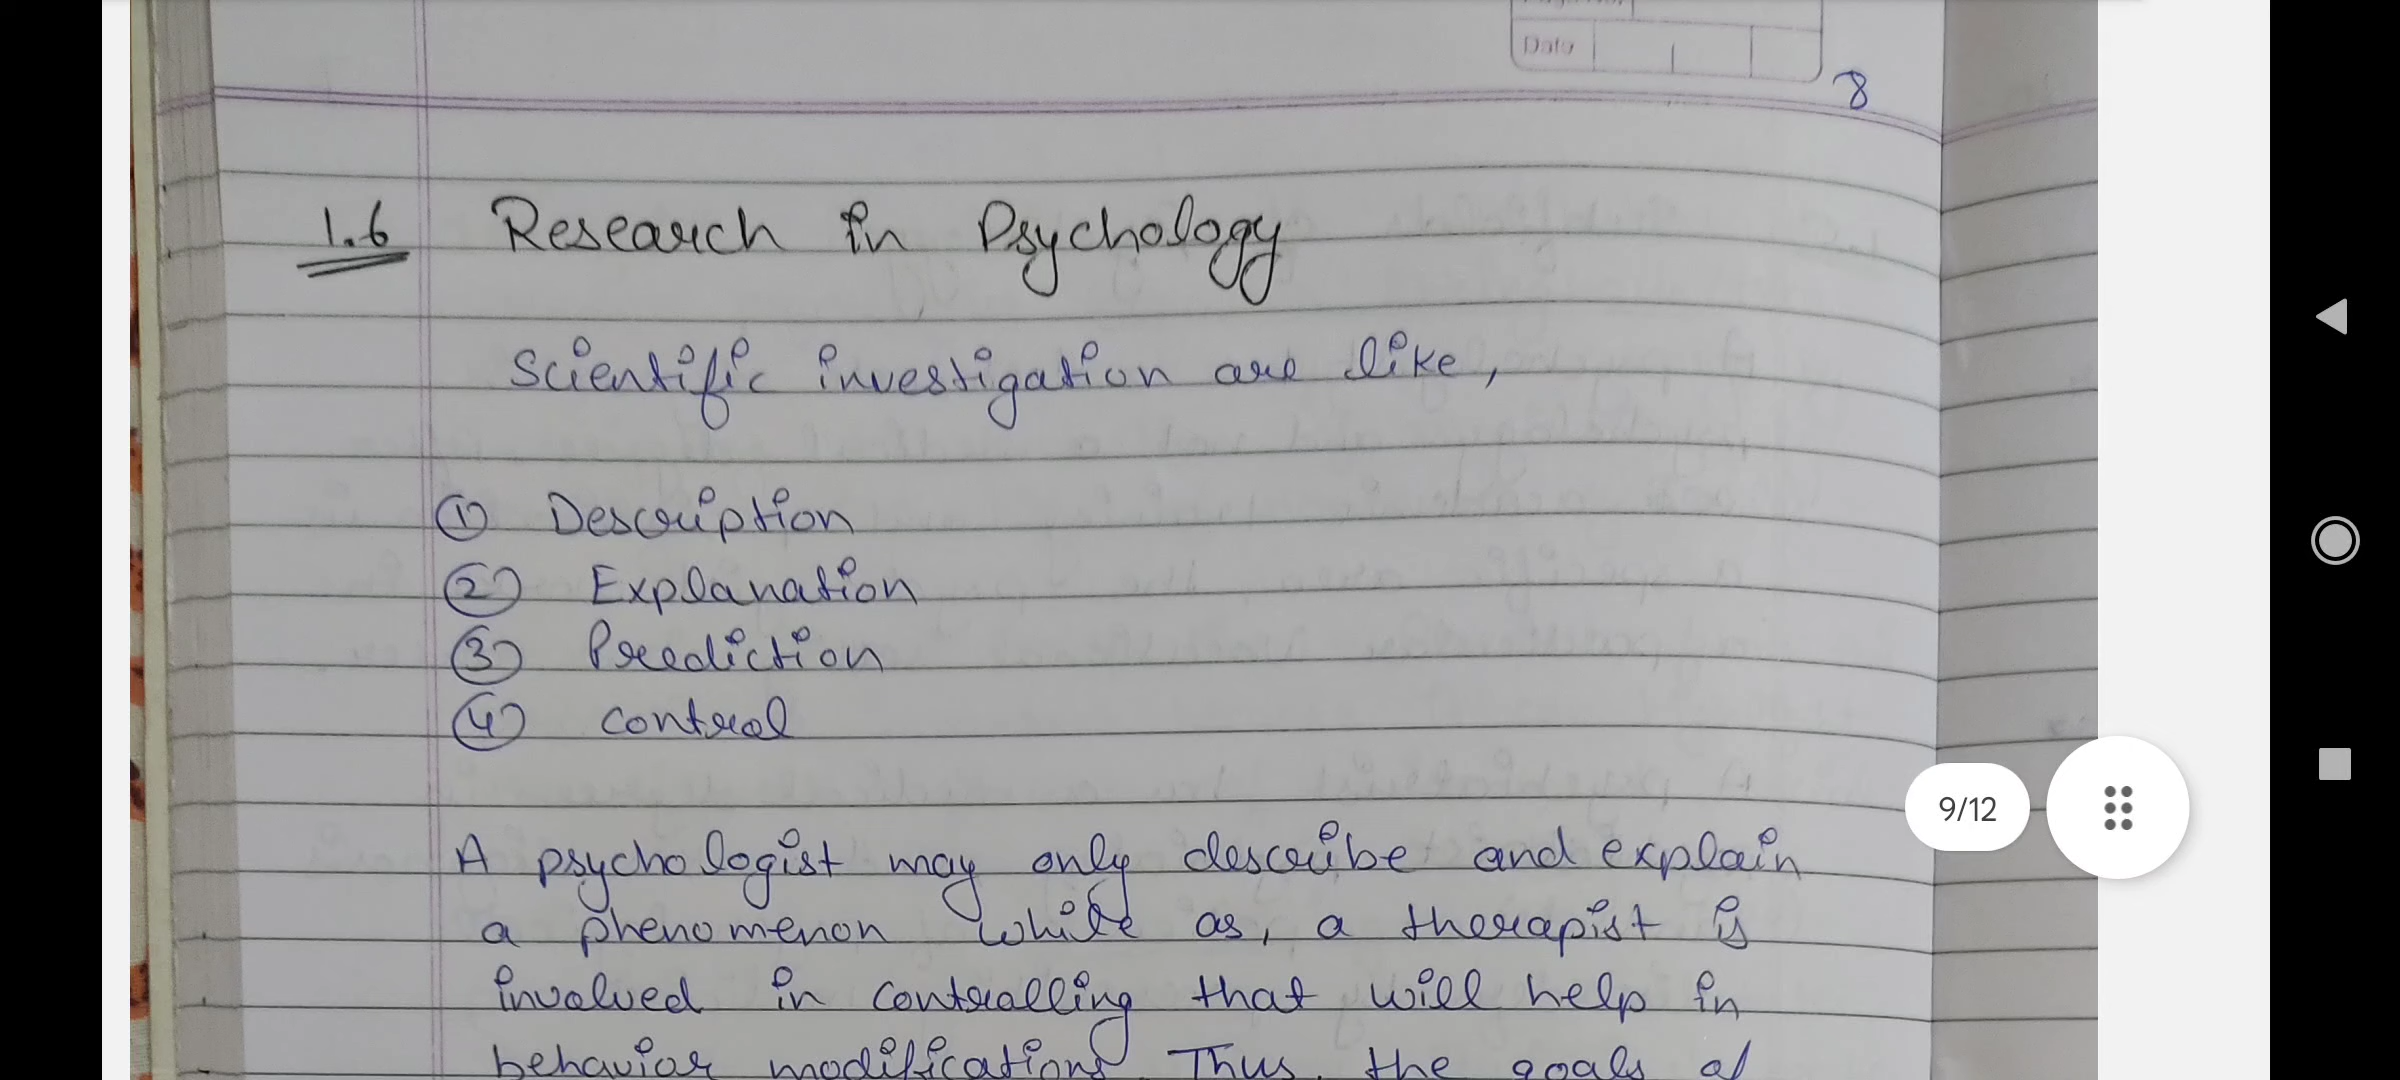 Date
8
1.6 Research in Psychology
Scientific investigation are like,
① Description
② Explanation
③ Prediction
④ control
9/12
A psychologist may only describe and explain
a phenomenon while as, a therapist is
involved in controlling that will help in
behavior modifications. Thus, the goals of